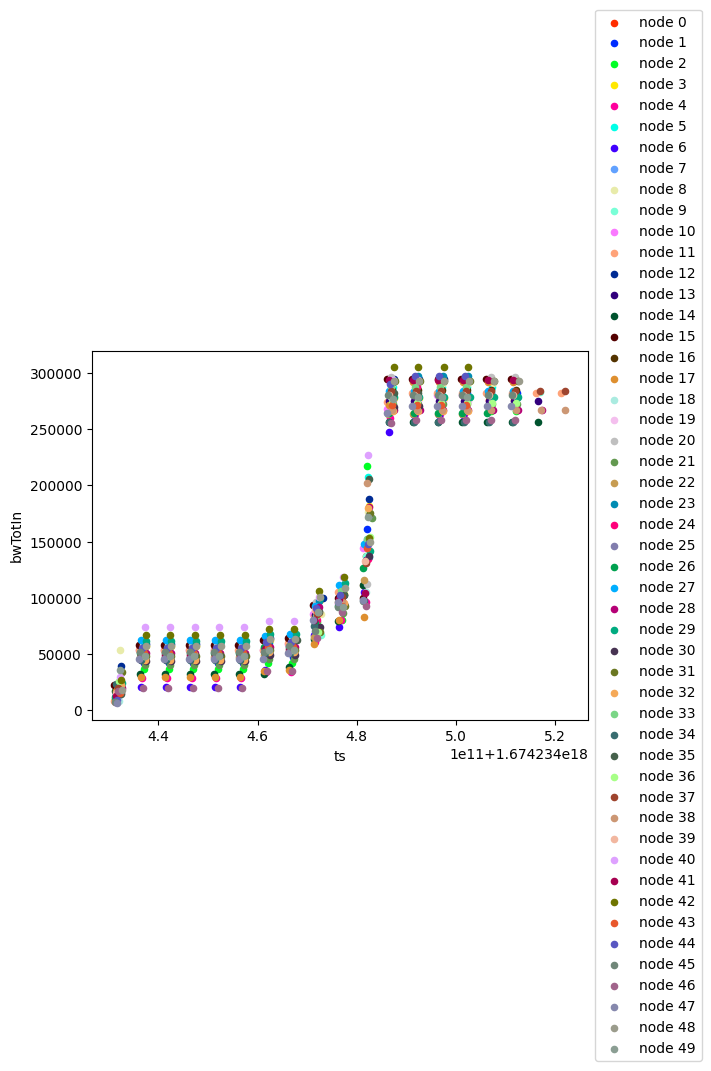 300000
250000
200000
150000
100000
50000
0
bwTotIn
4.4
4.6
4.8
5.0
5.2
1e11+1.674234e18
ts
node 0
node 1
node 2
node 3
node 4
node 5
node 6
node 7
node 8
node 9
node 10
node 11
node 12
node 13
node 14
node 15
node 16
node 17
node 18
node 19
node 20
node 21
node 22
node 23
node 24
node 25
node 26
node 27
node 28
node 29
node 30
node 31
node 32
node 33
node 34
node 35
node 36
node 37
node 38
node 39
node 40
node 41
node 42
node 43
node 44
node 45
node 46
node 47
node 48
node 49